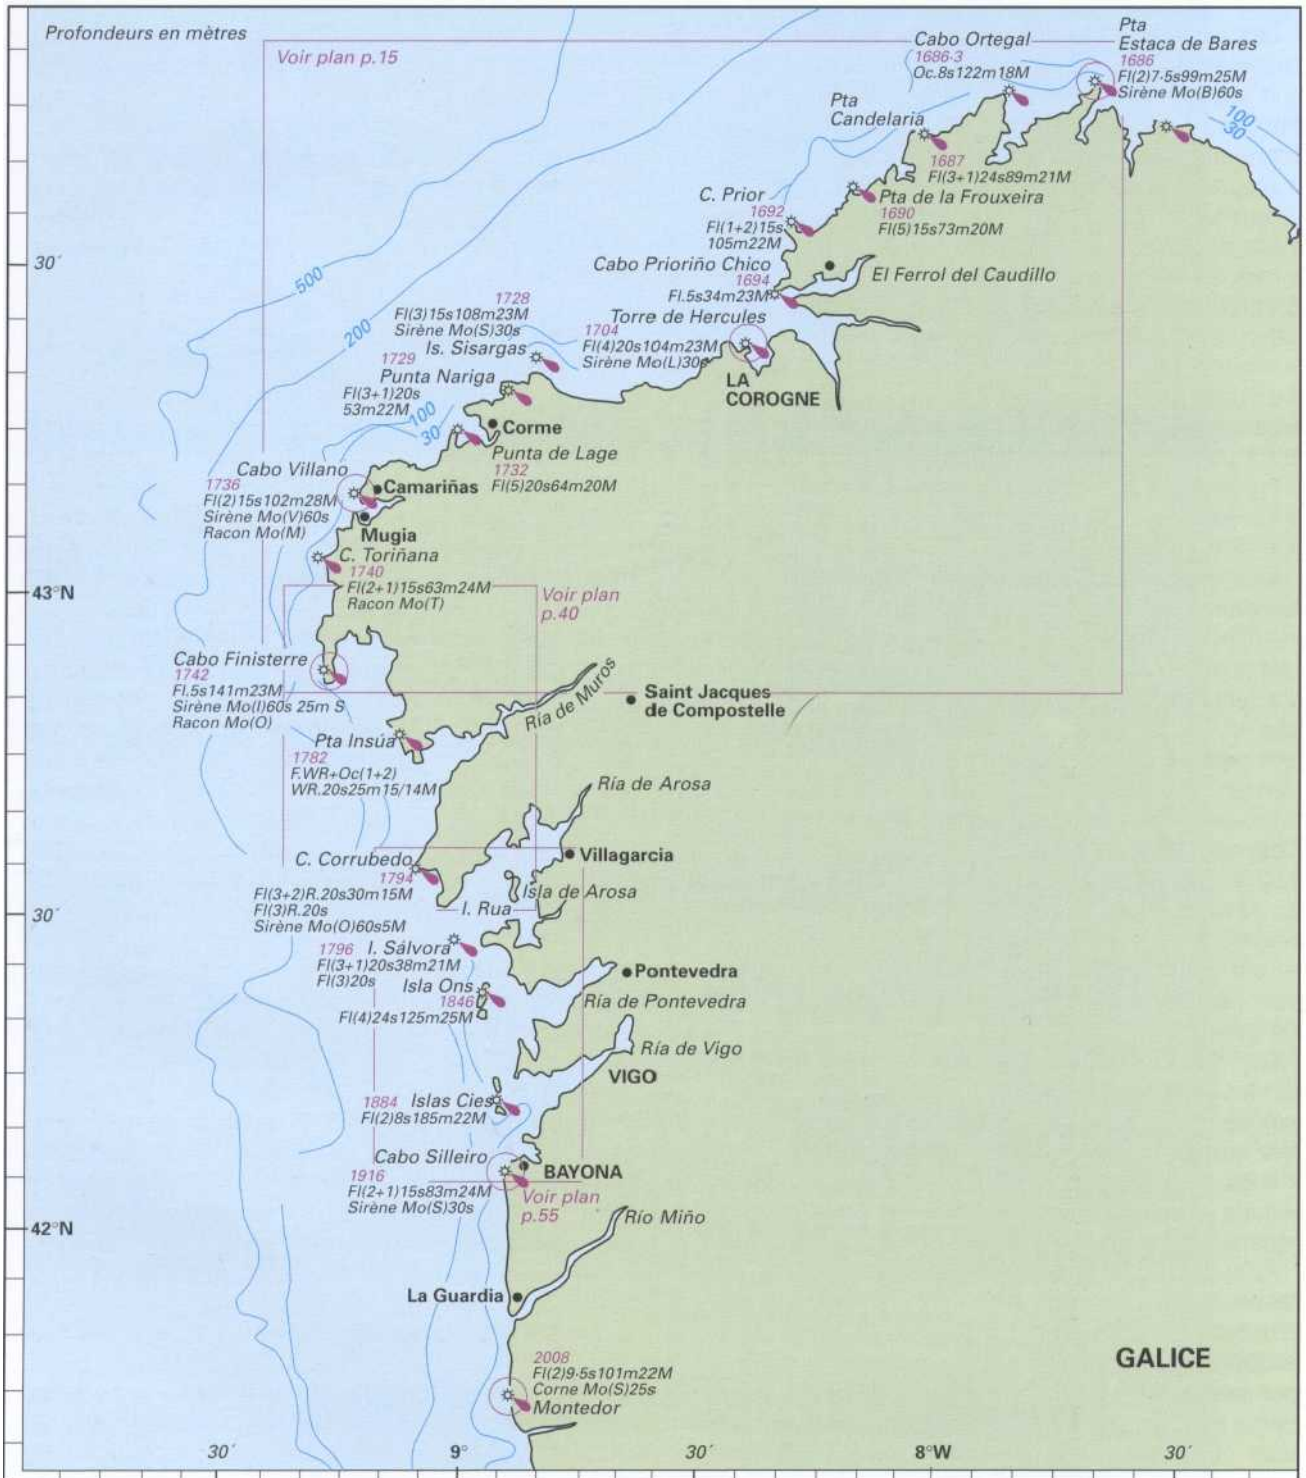 Profondeurs en mètres
Voir plan p.15
Cabo Ortegal
1686·3
Oc.8s122m18M
Pta
Estaca de Bares
1686
Fl(2)7·5s99m25M
Sirène Mo(B)60s
100
30
Pta
Candelaria
1687
Fl(3+1)24s89m21M
Pta de la Frouxeira
1690
Fl(5)15s73m20M
C. Prior
1692
Fl(1+2)15s
105m22M
30´
Cabo Prioriño Chico
1694
Fl.5s34m23M
El Ferrol del Caudillo
500
200
1728
Fl(3)15s108m23M
Sirène Mo(S)30s
Is. Sisargas
Torre de Hercules
1704
Fl(4)20s104m23M
Sirène Mo(L)30s
LA
COROGNE
1729
Punta Nariga
Fl(3+1)20s
53m22M
100
30
Corme
Punta de Lage
1732
Fl(5)20s64m20M
Cabo Villano
1736
Fl(2)15s102m28M
Sirène Mo(V)60s
Racon Mo(M)
Camariñas
Mugia
C. Toriñana
1740
Fl(2+1)15s63m24M
Racon Mo(T)
43°N
Voir plan
p.40
Cabo Finisterre
1742
Fl.5s141m23M
Sirène Mo(I)60s 25m S
Racon Mo(O)
Ría de Muros
Saint Jacques
de Compostelle
Pta Insúa
1782
F.WR+Oc(1+2)
WR.20s25m15/14M
Ría de Arosa
C. Corrubedo
1794
Fl(3+2)R.20s30m15M
Fl(3)R.20s
Sirène Mo(O)60s5M
Villagarcia
Isla de Arosa
I. Rua
30´
1796 I. Sálvora
Fl(3+1)20s38m21M
Fl(3)20s
Isla Ons
1846
Fl(4)24s125m25M
Pontevedra
Ría de Pontevedra
Ría de Vigo
VIGO
1884 Islas Cies
Fl(2)8s185m22M
Cabo Silleiro
1916
Fl(2+1)15s83m24M
Sirène Mo(S)30s
BAYONA
Voir plan
p.55
42°N
Río Miño
La Guardia
2008
Fl(2)9·5s101m22M
Corne Mo(S)25s
Montedor
GALICE
30´
9°
30´
8°W
30´